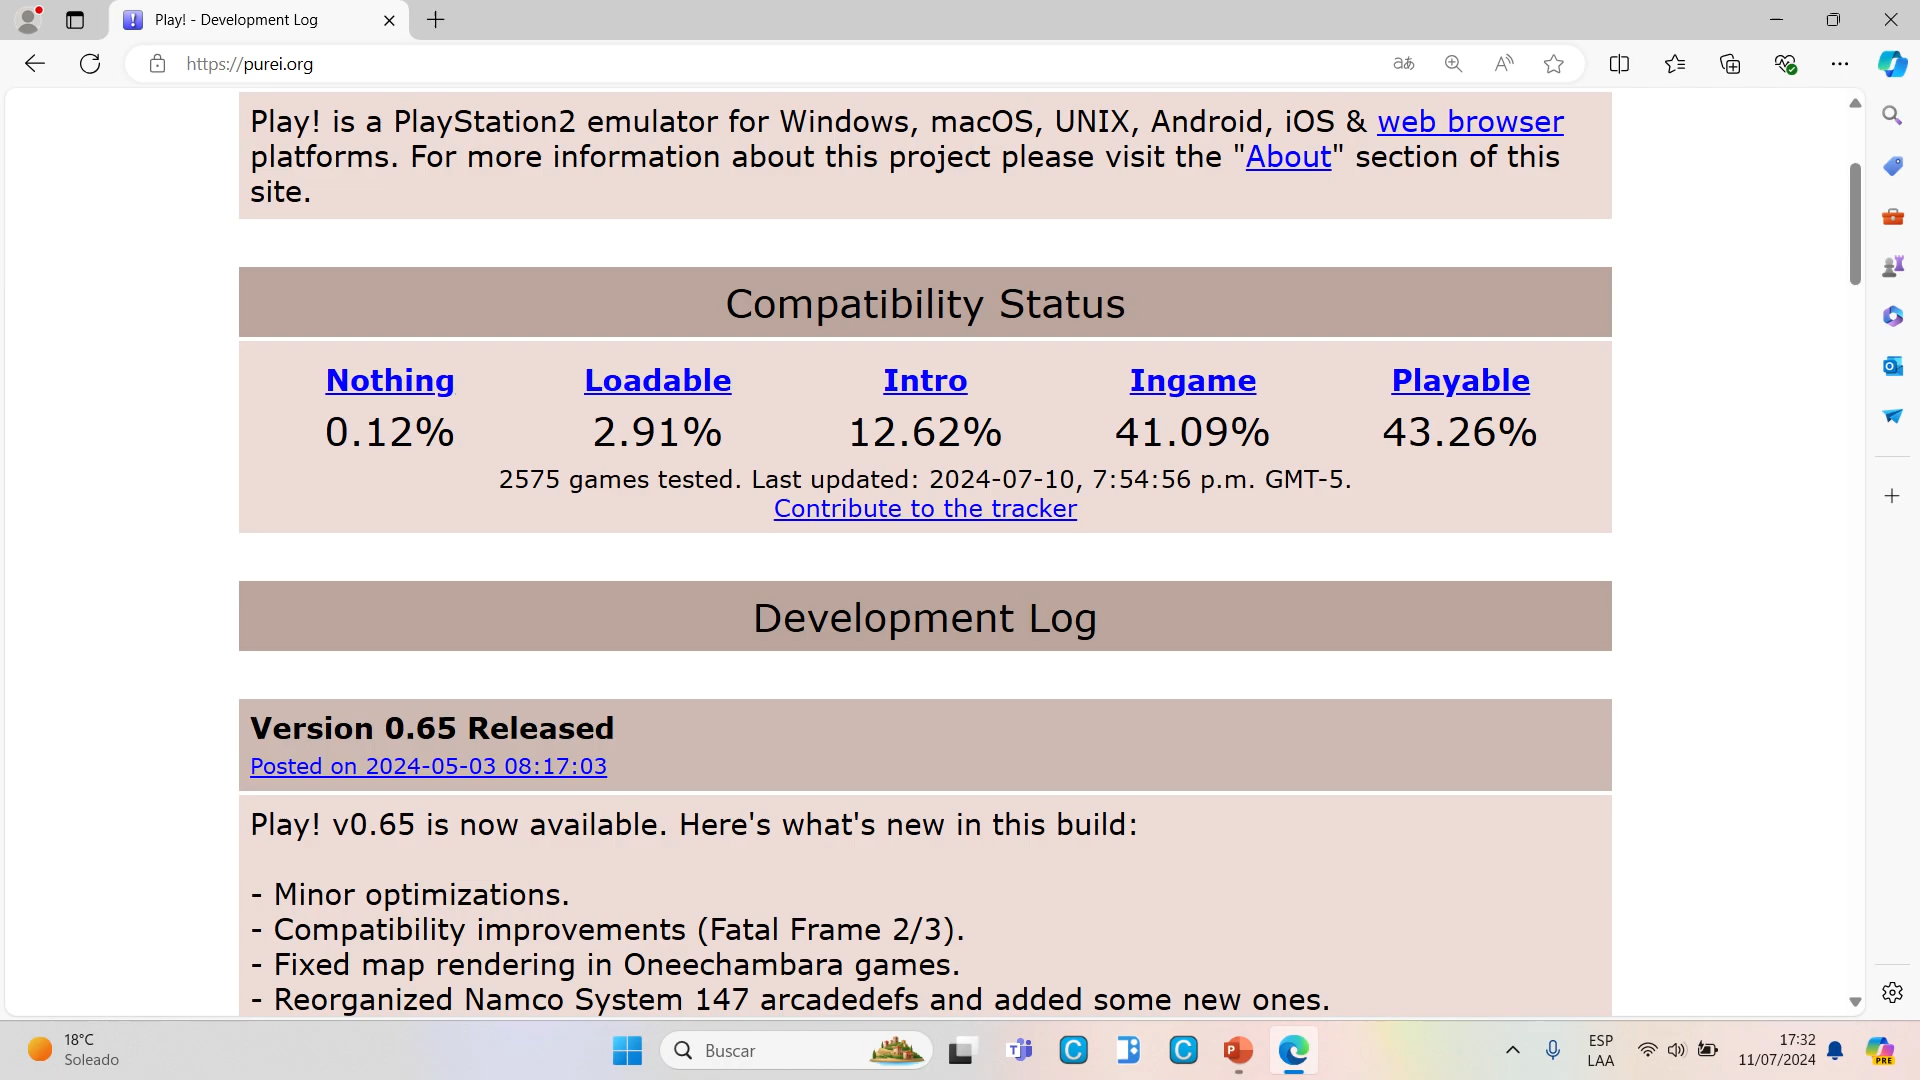 Play! - Development Log
https://purei.org
Play! is a PlayStation2 emulator for Windows, macOS, UNIX, Android, iOS & web browser
platforms. For more information about this project please visit the "About" section of this
site.
Compatibility Status
Nothing Loadable Intro Ingame Playable
0.12% 2.91% 12.62% 41.09% 43.26%
2575 games tested. Last updated: 2024-07-10, 7:54:56 p.m. GMT-5.
Contribute to the tracker
Development Log
Version 0.65 Released
Posted on 2024-05-03 08:17:03
Play! v0.65 is now available. Here's what's new in this build:
- Minor optimizations.
- Compatibility improvements (Fatal Frame 2/3).
- Fixed map rendering in Oneechambara games.
- Reorganized Namco System 147 arcadedefs and added some new ones.
18°C
Soleado
Buscar
ESP
LAA
17:32
11/07/2024
PRE